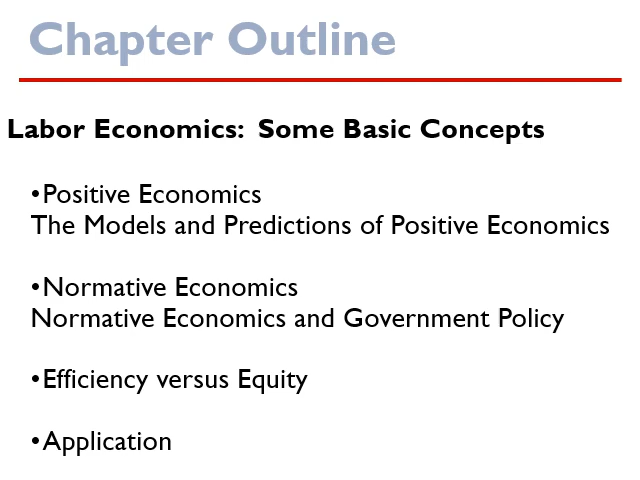 Chapter Outline
Labor Economics:  Some Basic Concepts
•Positive Economics
The Models and Predictions of Positive Economics
•Normative Economics
Normative Economics and Government Policy
•Efficiency versus Equity
•Application